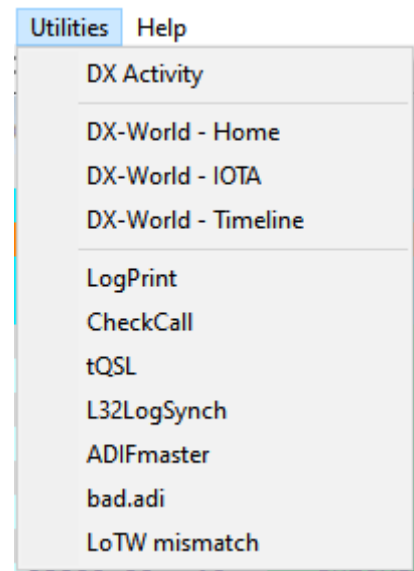 Utilities Help
DX Activity
DX-World - Home
DX-World - IOTA
DX-World - Timeline
LogPrint
CheckCall
tQSL
L32LogSynch
ADIFmaster
bad.adi
LoTW mismatch